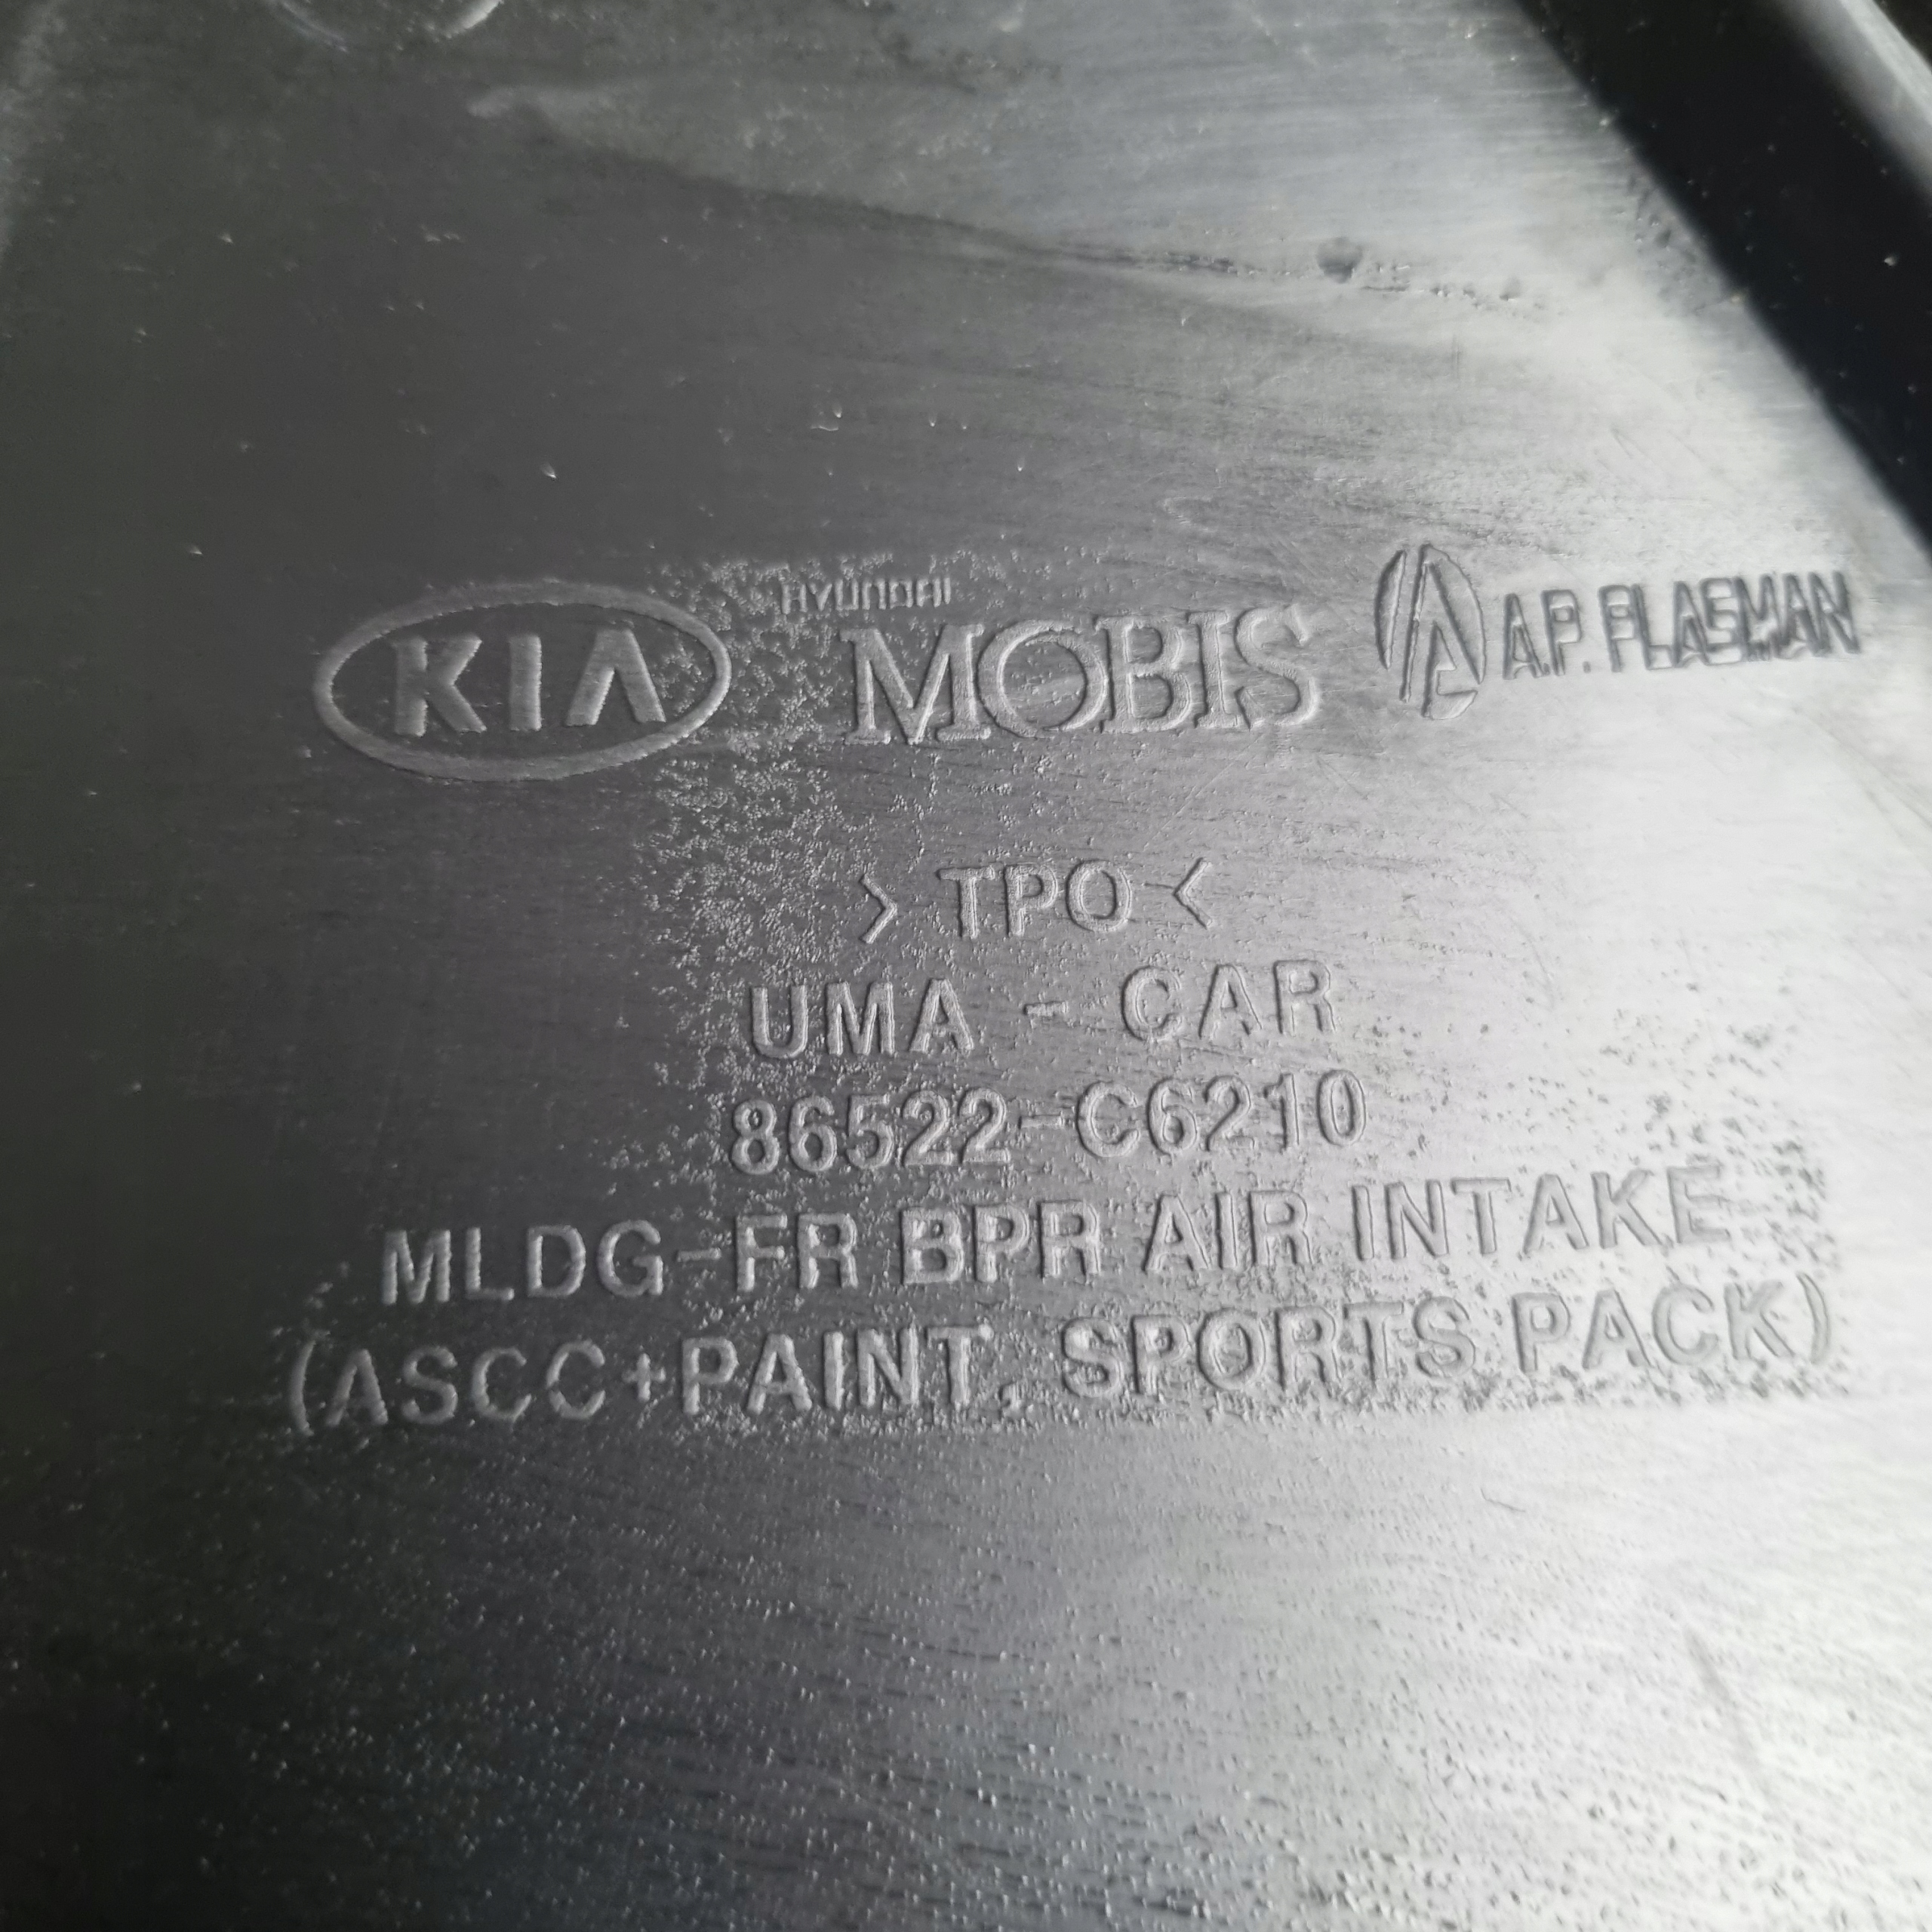 KIA HYUNDAI MOBIS A.P. PLASMAN
> TPO <
UMA - CAR
86522-C6210
MLDG-FR BPR AIR INTAKE
(ASCC+PAINT, SPORTS PACK)